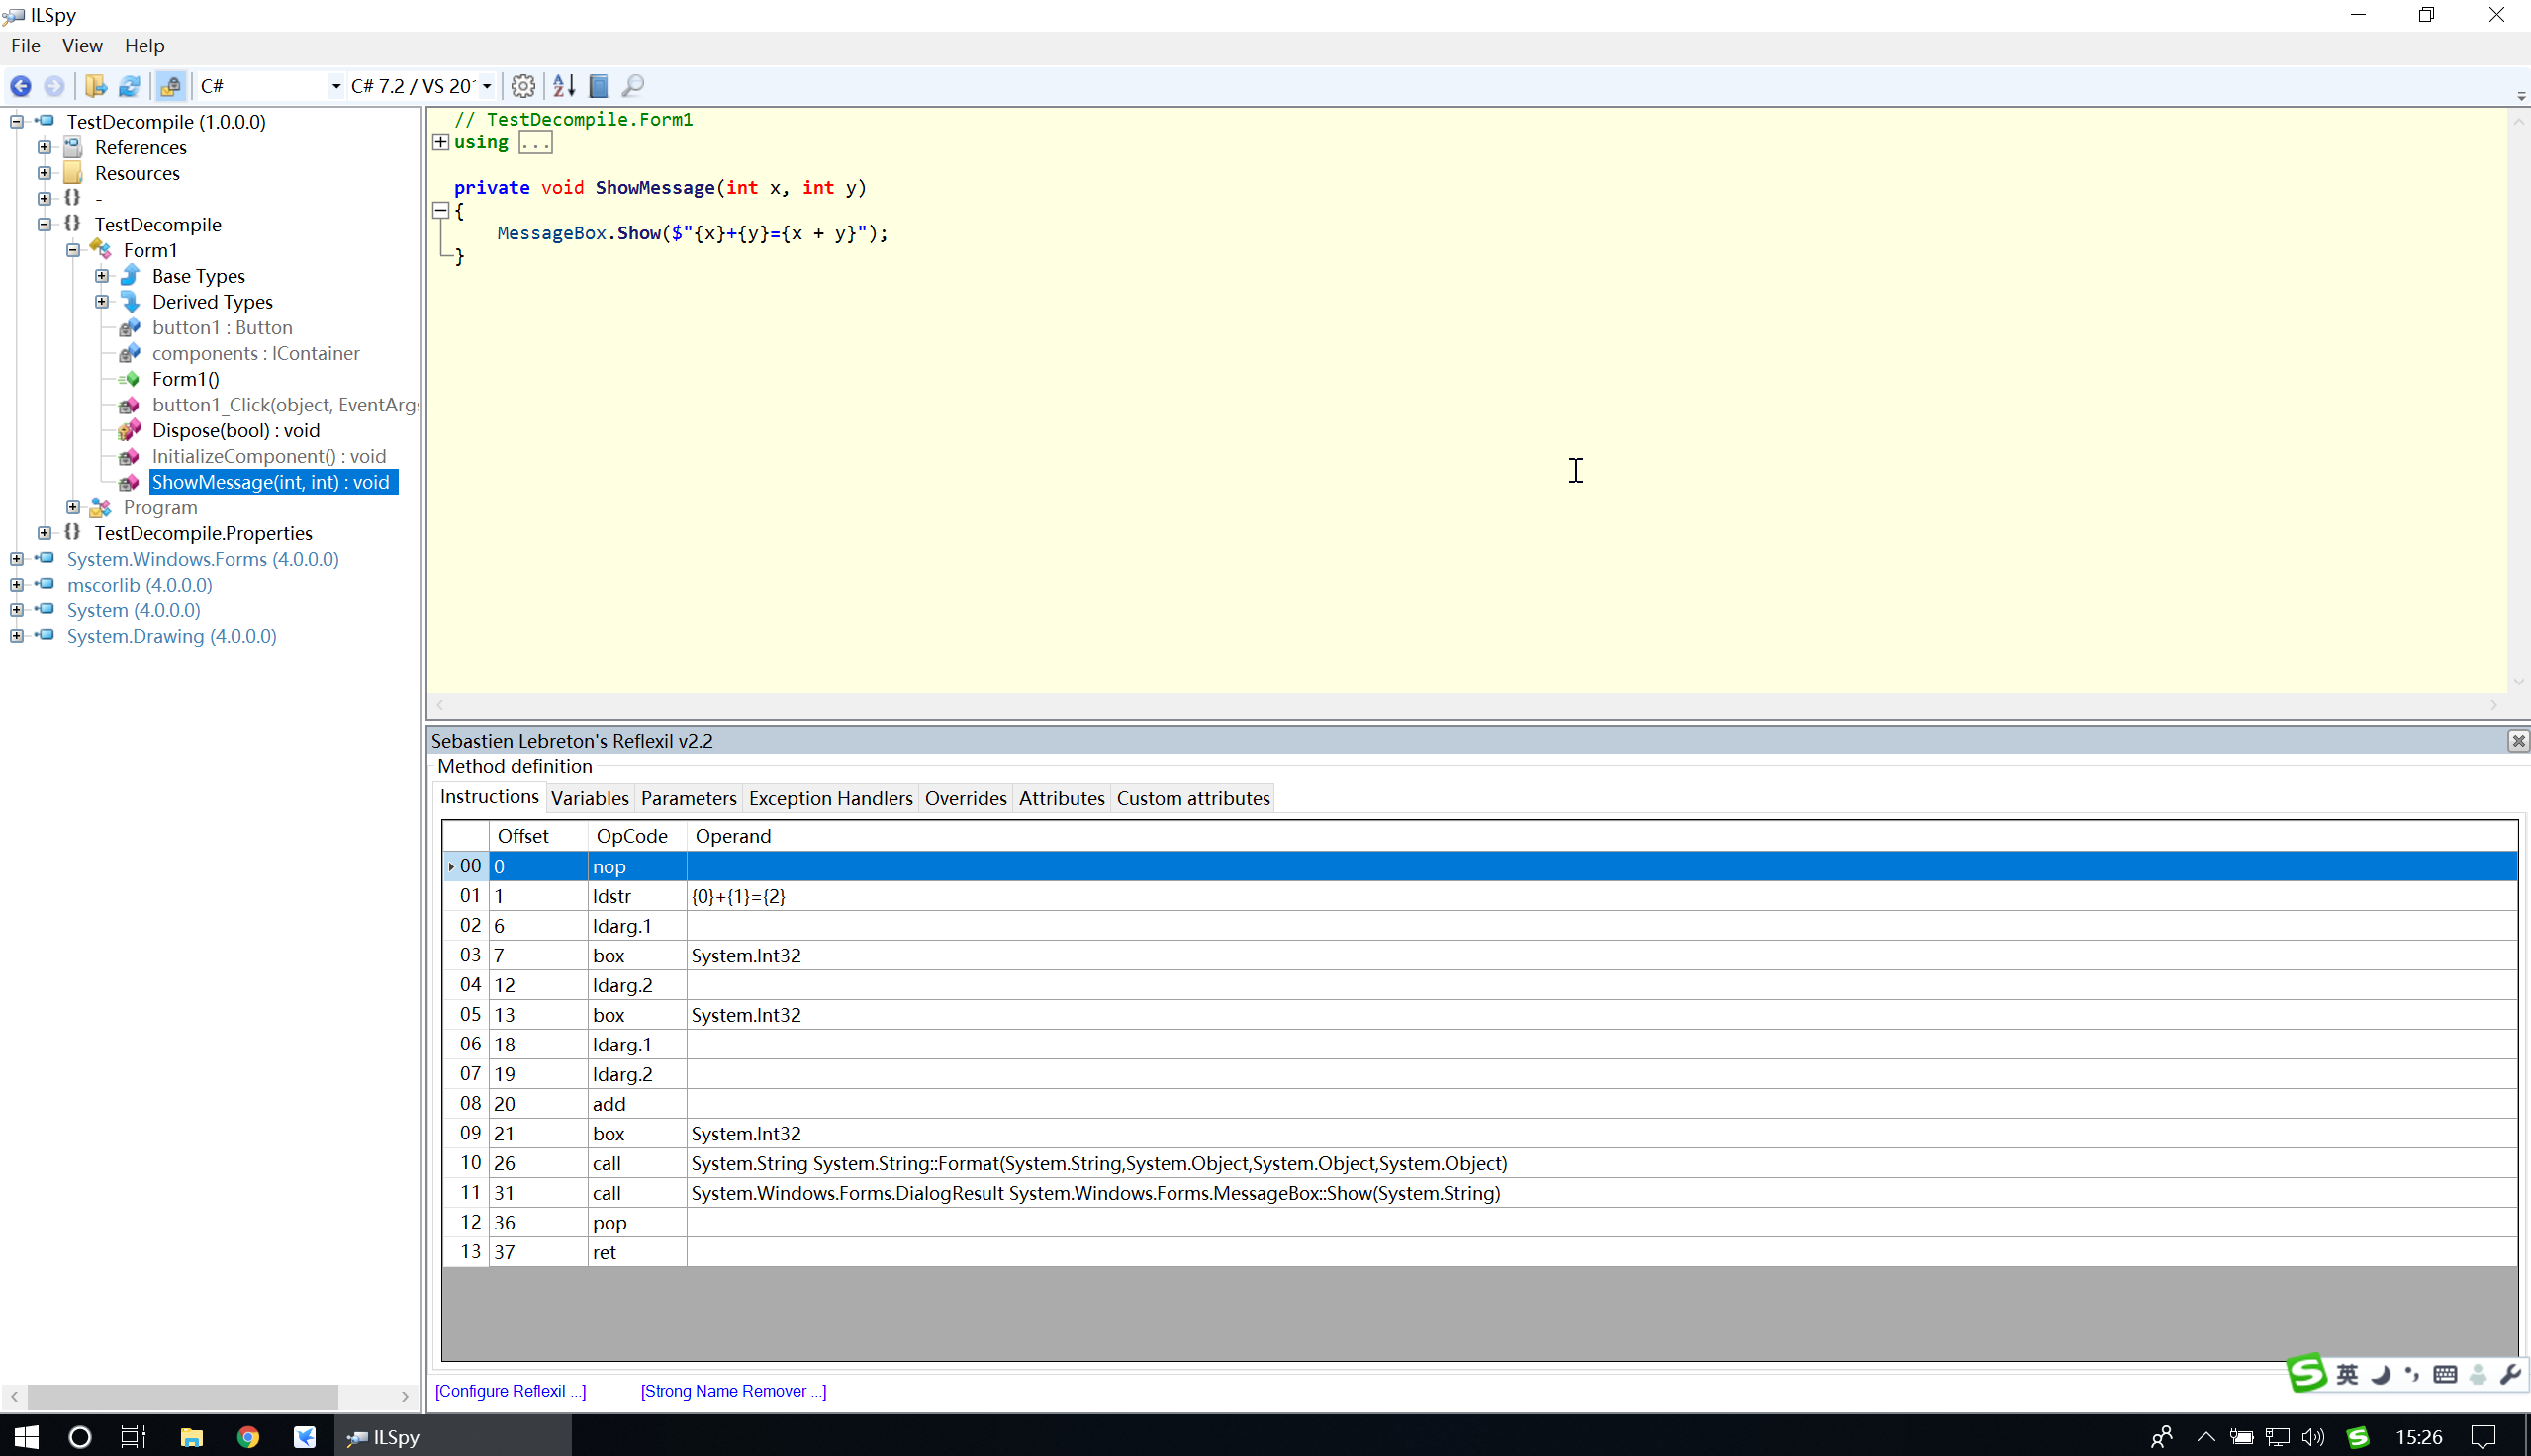 ILSpy
File View Help
C# C# 7.2 / VS 201
TestDecompile (1.0.0.0)
References
Resources
{} -
{} TestDecompile
Form1
Base Types
Derived Types
button1 : Button
components : IContainer
Form1()
button1_Click(object, EventArg
Dispose(bool) : void
InitializeComponent() : void
ShowMessage(int, int) : void
Program
{} TestDecompile.Properties
System.Windows.Forms (4.0.0.0)
mscorlib (4.0.0.0)
System (4.0.0.0)
System.Drawing (4.0.0.0)
// TestDecompile.Form1
using ...
private void ShowMessage(int x, int y)
{
MessageBox.Show($"{x}+{y}={x + y}");
}
Sebastien Lebreton's Reflexil v2.2
Method definition
Instructions Variables Parameters Exception Handlers Overrides Attributes Custom attributes
Offset OpCode Operand
00 0 nop
01 1 ldstr {0}+{1}={2}
02 6 ldarg.1
03 7 box System.Int32
04 12 ldarg.2
05 13 box System.Int32
06 18 ldarg.1
07 19 ldarg.2
08 20 add
09 21 box System.Int32
10 26 call System.String System.String::Format(System.String,System.Object,System.Object,System.Object)
11 31 call System.Windows.Forms.DialogResult System.Windows.Forms.MessageBox::Show(System.String)
12 36 pop
13 37 ret
[Configure Reflexil ...] [Strong Name Remover ...]
英
ILSpy
15:26